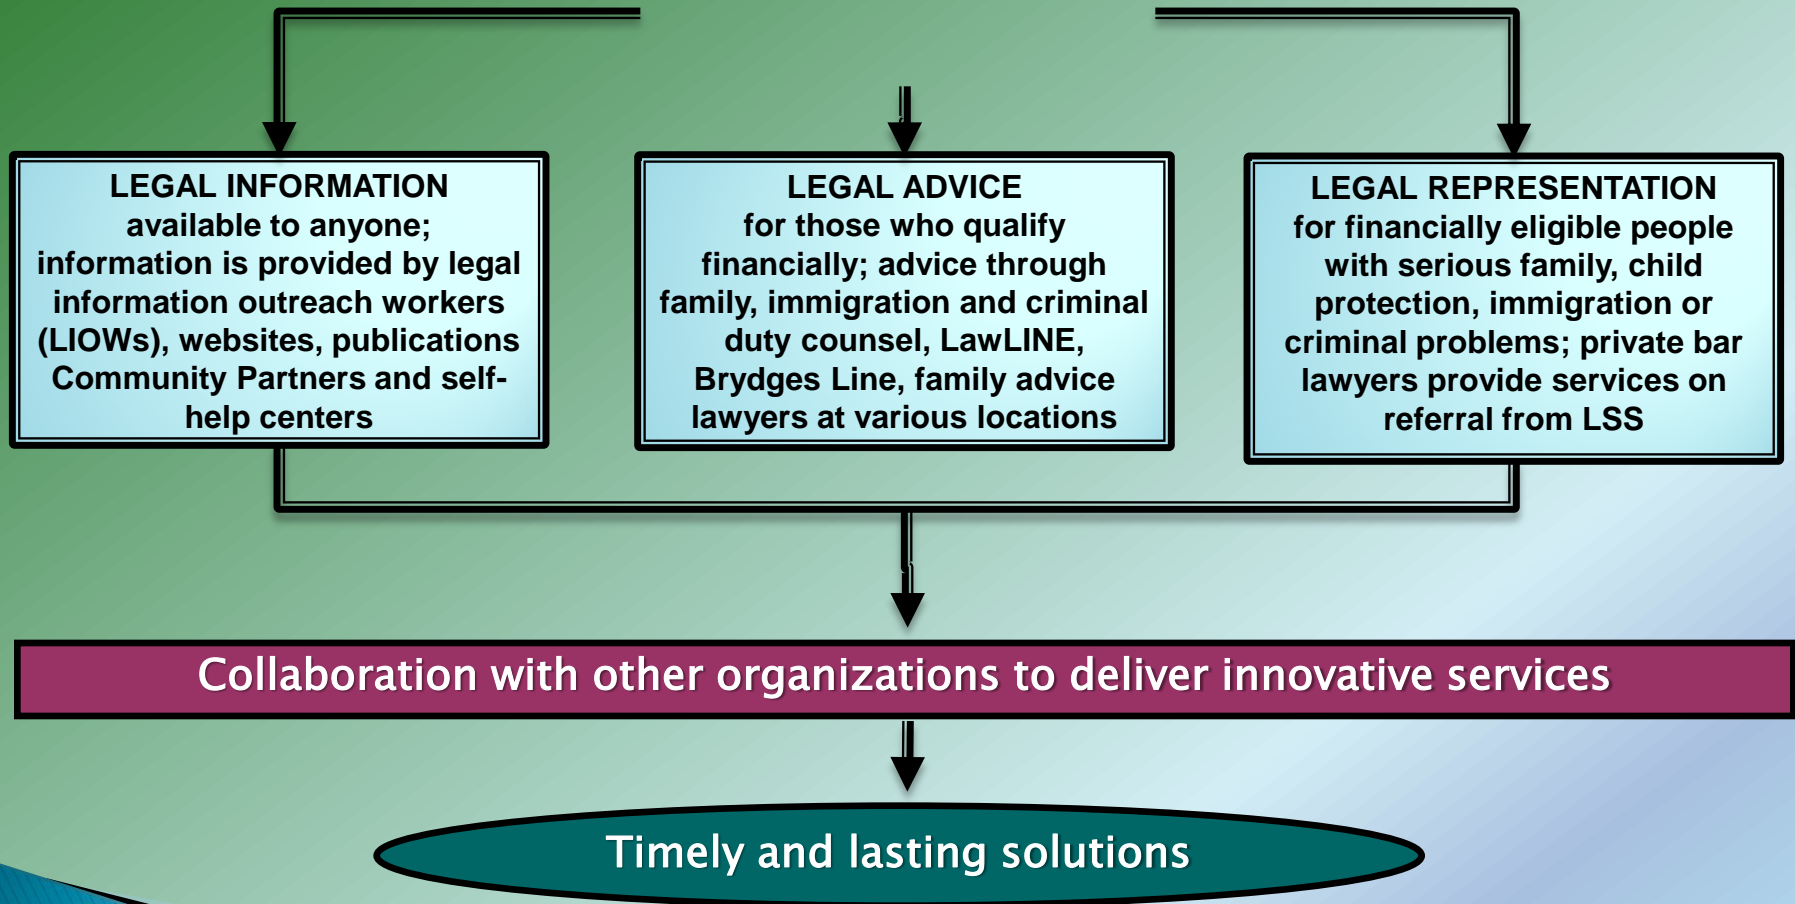 LEGAL INFORMATION
available to anyone;
information is provided by legal
information outreach workers
(LIOWs), websites, publications
Community Partners and self-
help centers
LEGAL ADVICE
for those who qualify
financially; advice through
family, immigration and criminal
duty counsel, LawLINE,
Brydges Line, family advice
lawyers at various locations
LEGAL REPRESENTATION
for financially eligible people
with serious family, child
protection, immigration or
criminal problems; private bar
lawyers provide services on
referral from LSS
Collaboration with other organizations to deliver innovative services
Timely and lasting solutions